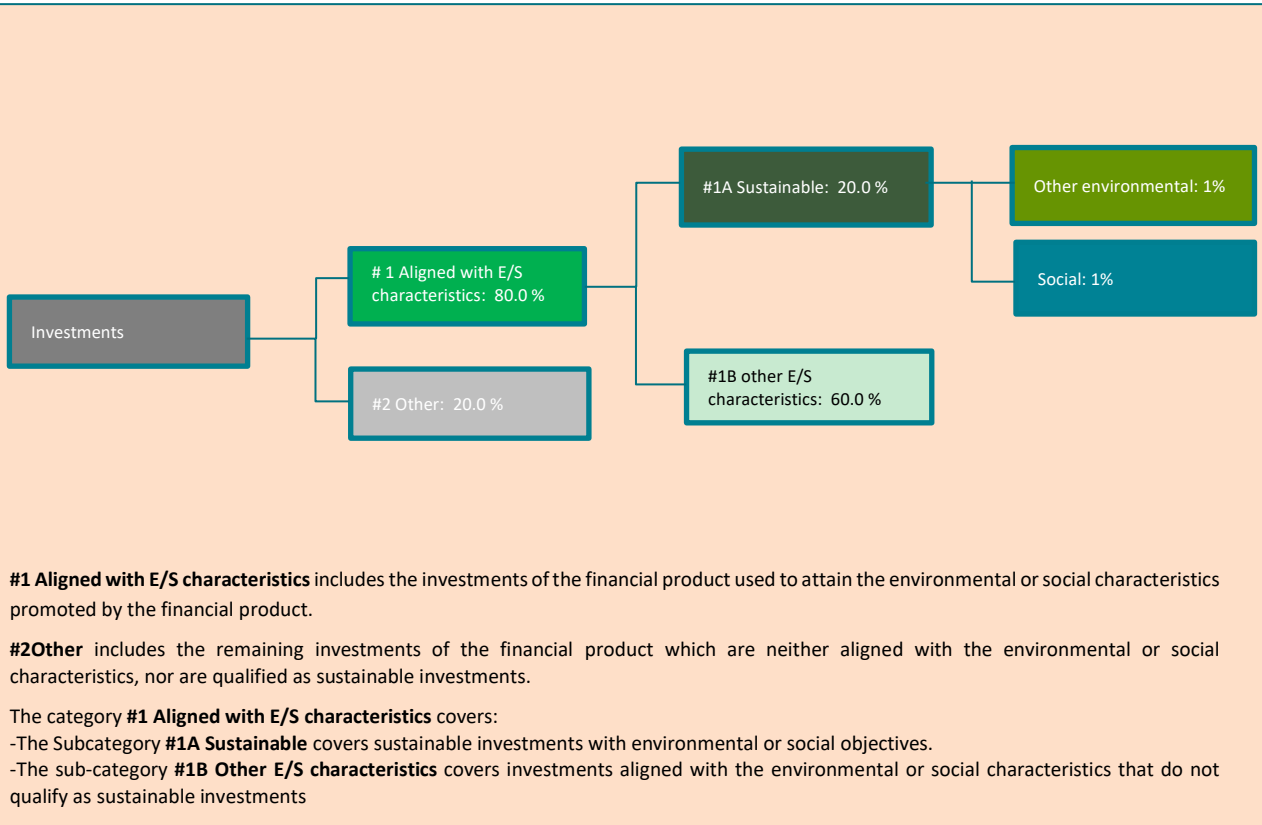 #1A Sustainable:  20.0 %
Other environmental: 1%
# 1 Aligned with E/S
characteristics:  80.0 %
Social: 1%
Investments
#2 Other:  20.0 %
#1B other E/S
characteristics:  60.0 %
#1 Aligned with E/S characteristics includes the investments of the financial product used to attain the environmental or social characteristics
promoted by the financial product.
#2Other includes the remaining investments of the financial product which are neither aligned with the environmental or social
characteristics, nor are qualified as sustainable investments.
The category #1 Aligned with E/S characteristics covers:
-The Subcategory #1A Sustainable covers sustainable investments with environmental or social objectives.
-The sub-category #1B Other E/S characteristics covers investments aligned with the environmental or social characteristics that do not
qualify as sustainable investments